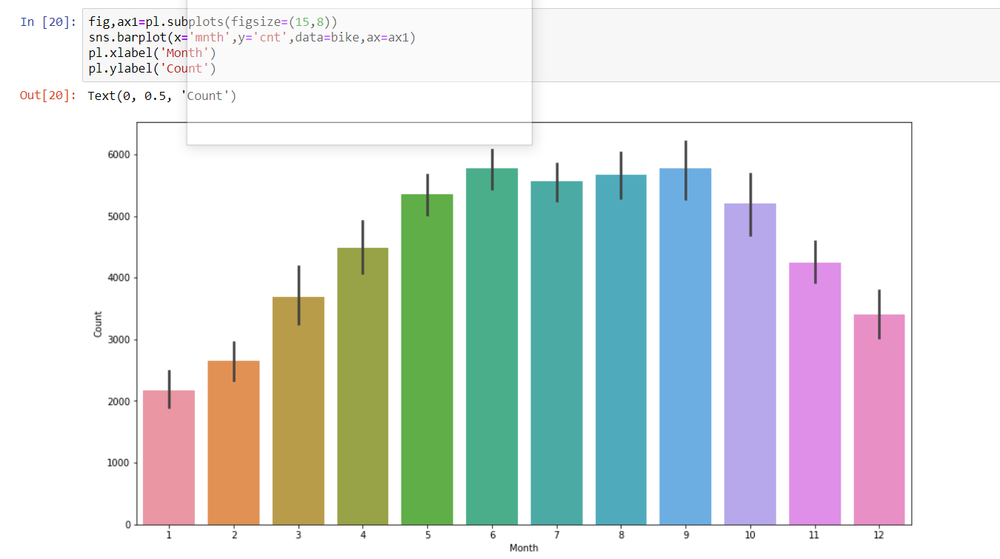 In [20]: fig,ax1=pl.subplots(figsize=(15,8))
sns.barplot(x='mnth',y='cnt',data=bike,ax=ax1)
pl.xlabel('Month')
pl.ylabel('Count')
Out[20]: Text(0, 0.5, 'Count')
6000
5000
4000
3000
2000
1000
0
Count
1 2 3 4 5 6 7 8 9 10 11 12
Month